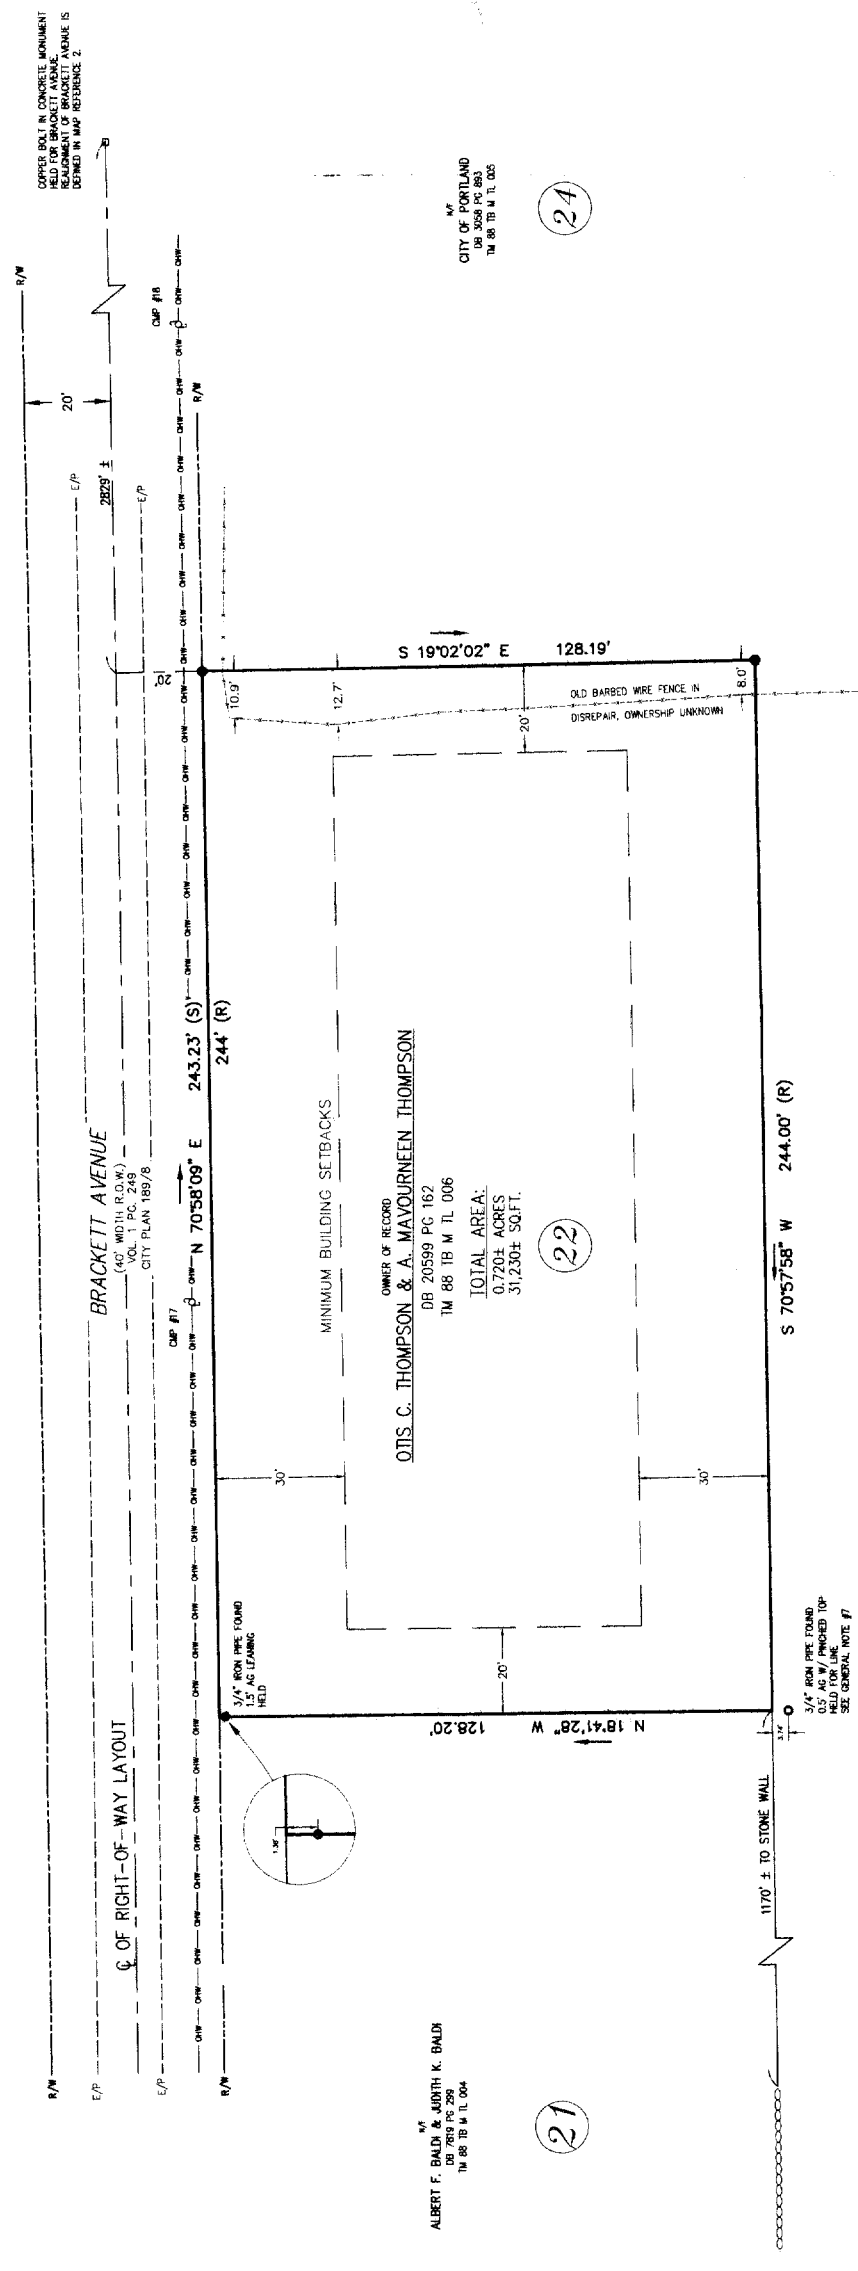 COPPER BOLT IN CONCRETE MONUMENT
HELD FOR BRACKETT AVENUE.
REALIGNMENT OF BRACKETT AVENUE IS
DEFINED IN MAP REFERENCE 2.
R/W
20'
2829' ±
E/P
E/P
CMP #18
R/W
20'
OHW
BRACKETT AVENUE
(40' WIDTH R.O.W.)
VOL. 1 PG. 249
CITY PLAN 189/8
CMP #17
N 70°58'09" E
243.23' (S)
244' (R)
℄ OF RIGHT-OF-WAY LAYOUT
R/W
E/P
E/P
OHW
R/W
N/F
CITY OF PORTLAND
DB 3058 PG 893
TM 88 TB M TL 005
24
S 19°02'02" E
128.19'
10.9'
12.7'
8.0'
20'
OLD BARBED WIRE FENCE IN
DISREPAIR, OWNERSHIP UNKNOWN
MINIMUM BUILDING SETBACKS
OWNER OF RECORD
OTIS C. THOMPSON & A. MAVOURNEEN THOMPSON
DB 20599 PG 162
TM 88 TB M TL 006
TOTAL AREA:
0.720± ACRES
31,230± SQ.FT.
22
30'
30'
20'
S 70°57'58" W
244.00' (R)
3/4" IRON PIPE FOUND
1.5' AG LEANING
HELD
N 18°41'28" W
128.20'
3/4" IRON PIPE FOUND
0.5' AG W/ PINCHED TOP
HELD FOR LINE
SEE GENERAL NOTE #7
1170' ± TO STONE WALL
N/F
ALBERT F. BALDI & JUDITH K. BALDI
DB 7819 PG 299
TM 88 TB M TL 004
21